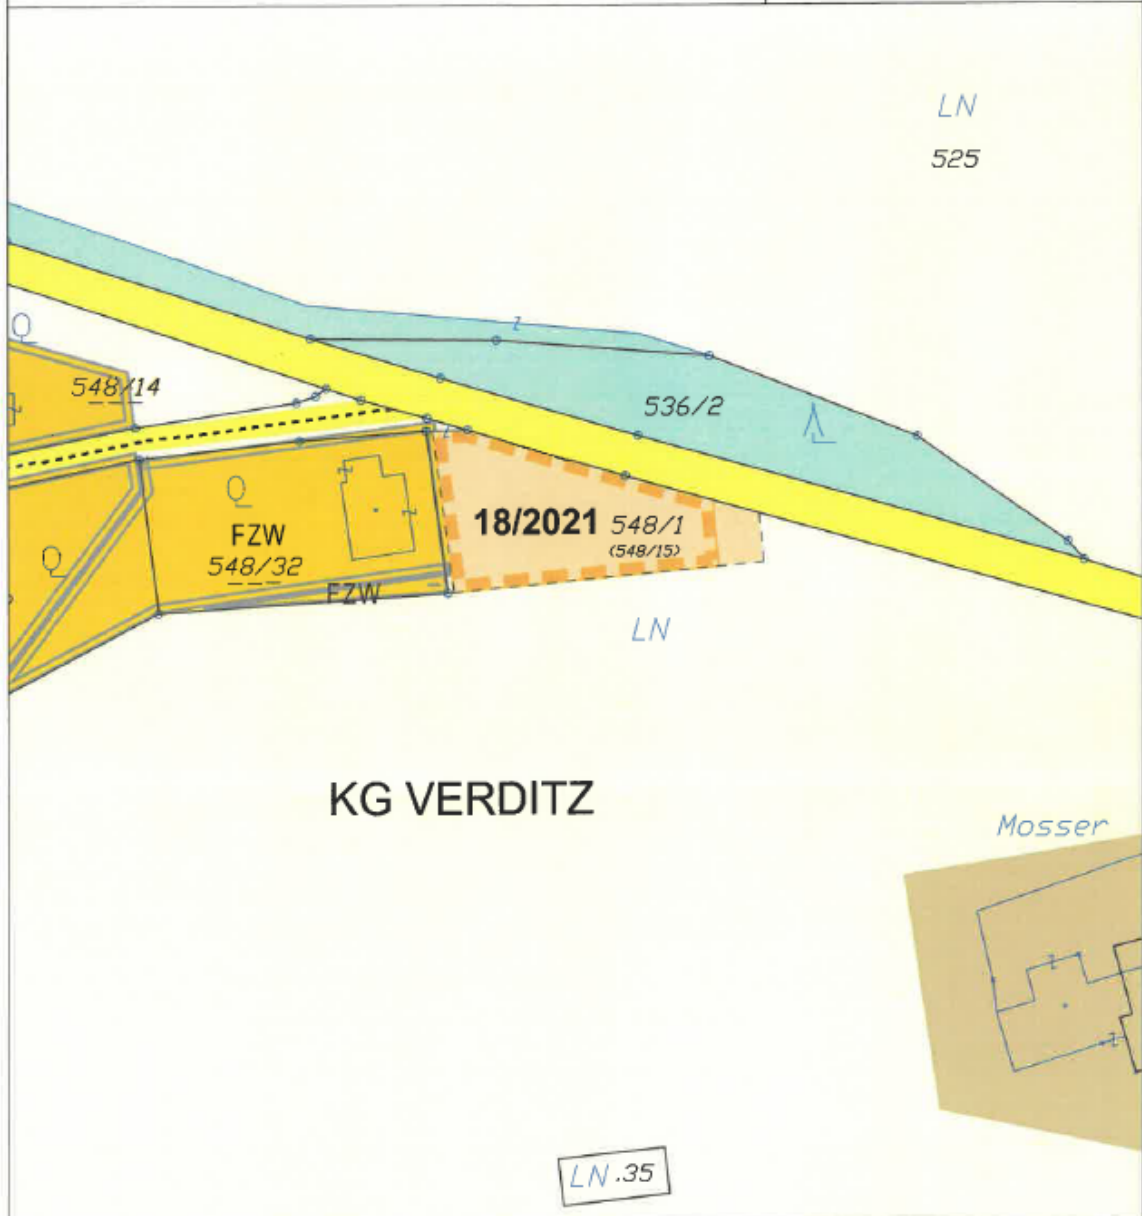 LN
525
548/14
536/2
18/2021 548/1
(548/15)
FZW
548/32
FZW
LN
KG VERDITZ
Mosser
LN .35